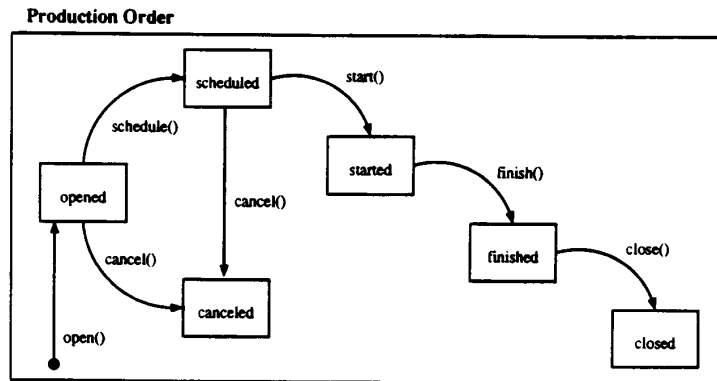 Production Order
scheduled
start()
schedule()
started
finish()
opened
cancel()
finished
close()
cancel()
canceled
open()
closed